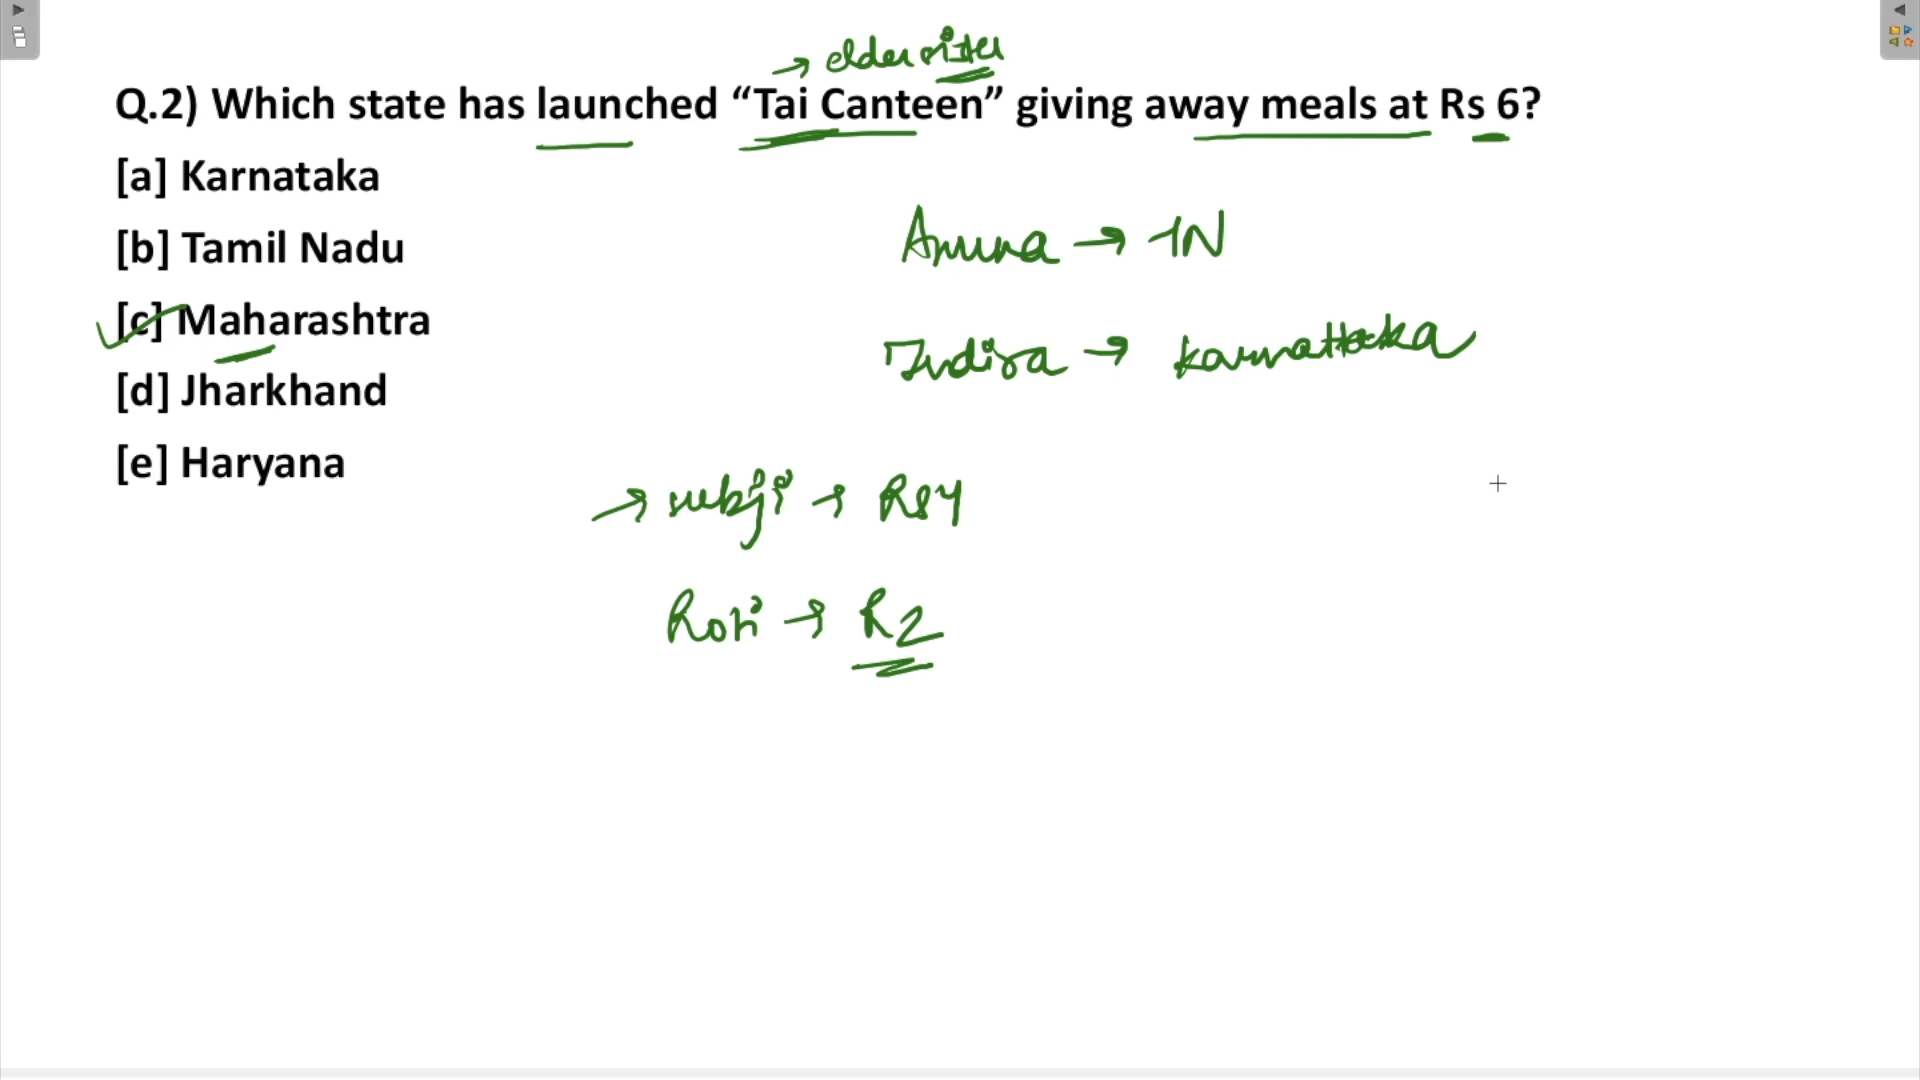 → elder sister
Q.2) Which state has launched “Tai Canteen” giving away meals at Rs 6?
[a] Karnataka
[b] Tamil Nadu
[c] Maharashtra
[d] Jharkhand
[e] Haryana
Amma → TN
Indira → Karnataka
→ subji → Rs4
Roti → R2